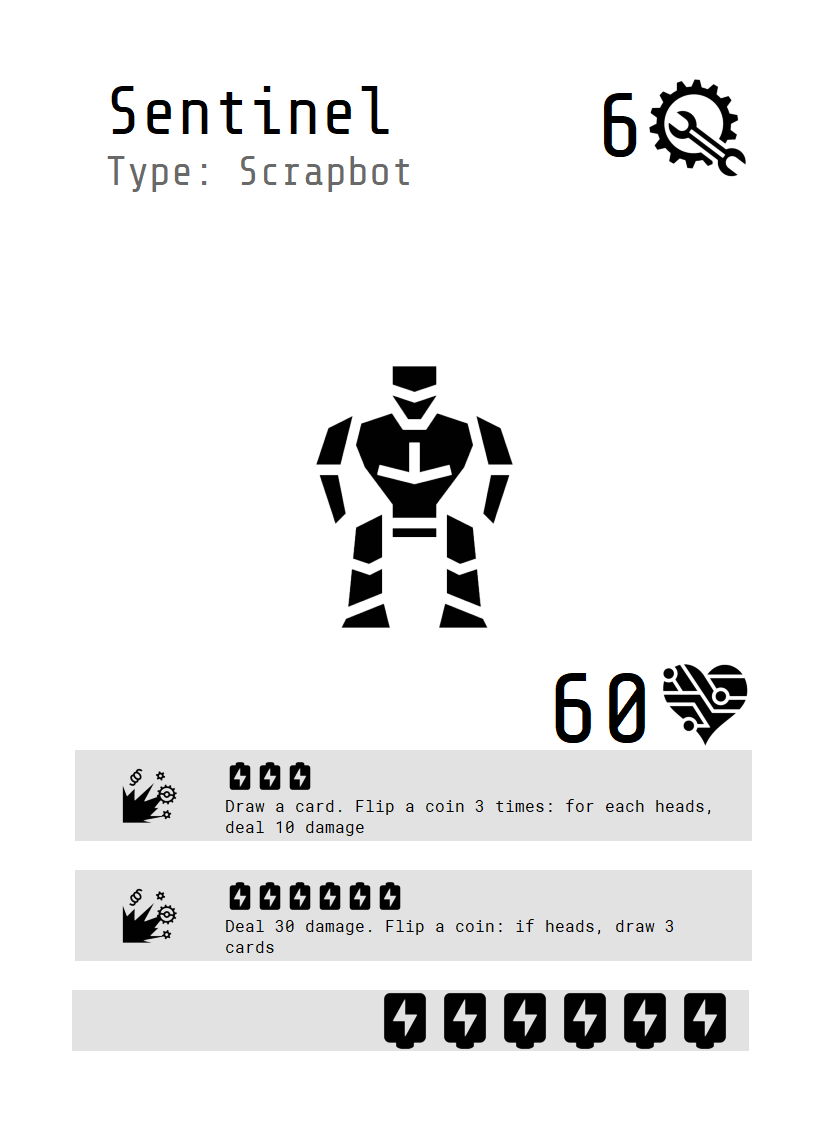 Sentinel
6
Type: Scrapbot
60
Draw a card. Flip a coin 3 times: for each heads,
deal 10 damage
Deal 30 damage. Flip a coin: if heads, draw 3
cards